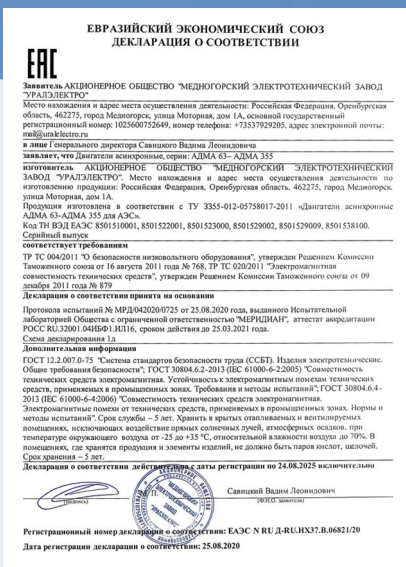 ЕВРАЗИЙСКИЙ ЭКОНОМИЧЕСКИЙ СОЮЗ
ДЕКЛАРАЦИЯ О СООТВЕТСТВИИ
ЕАС
Заявитель АКЦИОНЕРНОЕ ОБЩЕСТВО "МЕДНОГОРСКИЙ ЭЛЕКТРОТЕХНИЧЕСКИЙ ЗАВОД
"УРАЛЭЛЕКТРО"
Место нахождения и адрес места осуществления деятельности: Российская Федерация, Оренбургская
область, 462275, город Медногорск, улица Моторная, дом 1А, основной государственный
регистрационный номер: 1025600752649, номер телефона: +73537929205, адрес электронной почты:
mail@uralelectro.ru
в лице Генерального директора Савицкого Вадима Леонидовича
заявляет, что Двигатели асинхронные, серии: АДМА 63– АДМА 355
изготовитель АКЦИОНЕРНОЕ ОБЩЕСТВО "МЕДНОГОРСКИЙ ЭЛЕКТРОТЕХНИЧЕСКИЙ
ЗАВОД "УРАЛЭЛЕКТРО". Место нахождения и адрес места осуществления деятельности по
изготовлению продукции: Российская Федерация, Оренбургская область, 462275, город Медногорск,
улица Моторная, дом 1А.
Продукция изготовлена в соответствии с ТУ 3355-012-05758017-2011 «Двигатели асинхронные
АДМА 63-АДМА 355 для АЭС».
Код ТН ВЭД ЕАЭС 8501510001, 8501522001, 8501523000, 8501529002, 8501529009, 8501538100.
Серийный выпуск
соответствует требованиям
ТР ТС 004/2011 "О безопасности низковольтного оборудования", утвержден Решением Комиссии
Таможенного союза от 16 августа 2011 года № 768, ТР ТС 020/2011 "Электромагнитная
совместимость технических средств", утвержден Решением Комиссии Таможенного союза от 09
декабря 2011 года № 879
Декларация о соответствии принята на основании
Протокола испытаний № МРД/042020/0725 от 25.08.2020 года, выданного Испытательной
лабораторией Общества с ограниченной ответственностью "МЕРИДИАН", аттестат аккредитации
РОСС RU.32001.04ИБФ1.ИЛ16, сроком действия до 25.03.2021 года.
Схема декларирования 1д
Дополнительная информация
ГОСТ 12.2.007.0-75 "Система стандартов безопасности труда (ССБТ). Изделия электротехнические.
Общие требования безопасности"; ГОСТ 30804.6.2-2013 (IEC 61000-6-2:2005) "Совместимость
технических средств электромагнитная. Устойчивость к электромагнитным помехам технических
средств, применяемых в промышленных зонах. Требования и методы испытаний"; ГОСТ 30804.6.4-
2013 (IEC 61000-6-4:2006) "Совместимость технических средств электромагнитная.
Электромагнитные помехи от технических средств, применяемых в промышленных зонах. Нормы и
методы испытаний". Срок службы – 5 лет. Хранить в крытых отапливаемых и вентилируемых
помещениях, исключающих воздействие прямых солнечных лучей, атмосферных осадков, при
температуре окружающего воздуха от -25 до +35 °С, относительной влажности воздуха до 70%. В
помещениях, где хранятся продукция и элементы изделий, не должно быть паров кислот, щелочей.
Срок хранения – 5 лет.
Декларация о соответствии действительна с даты регистрации по 24.08.2025 включительно
М.П. Савицкий Вадим Леонидович
(подпись) (Ф.И.О. заявителя)
Регистрационный номер декларации о соответствии: ЕАЭС N RU Д-RU.НХ37.В.06821/20
Дата регистрации декларации о соответствии: 25.08.2020